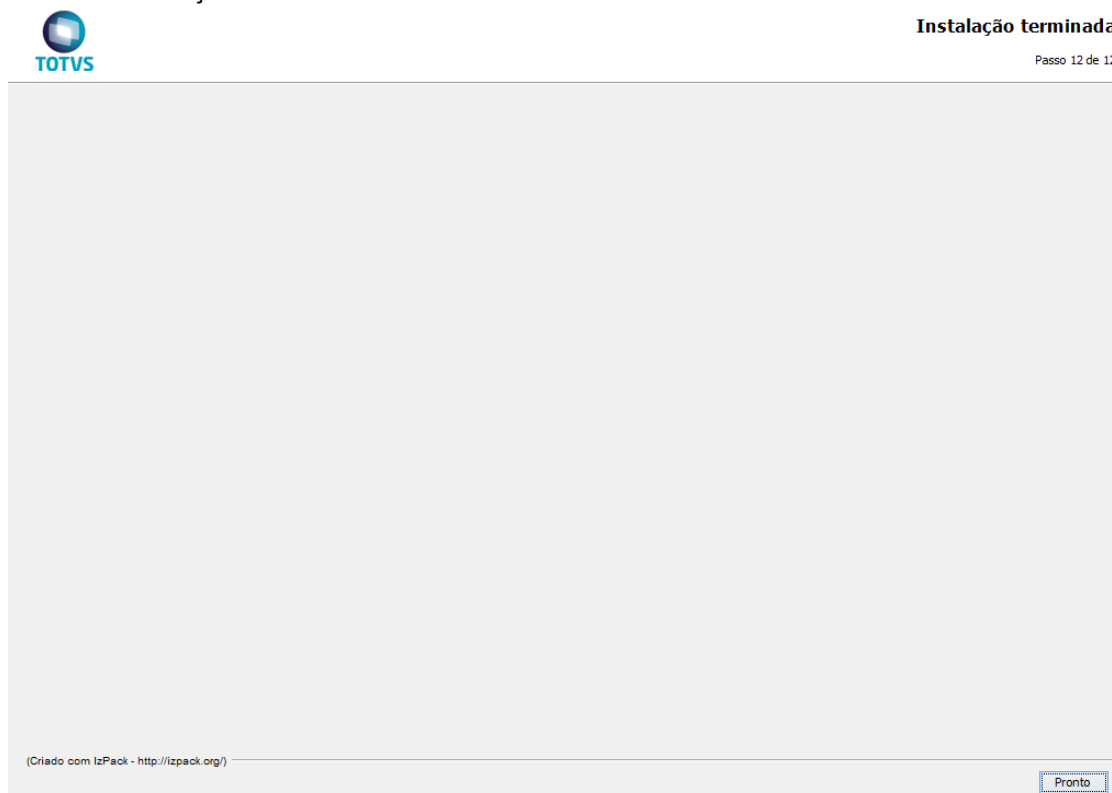 TOTVS
Instalação terminada
Passo 12 de 12
(Criado com IzPack - http://izpack.org/)
Pronto